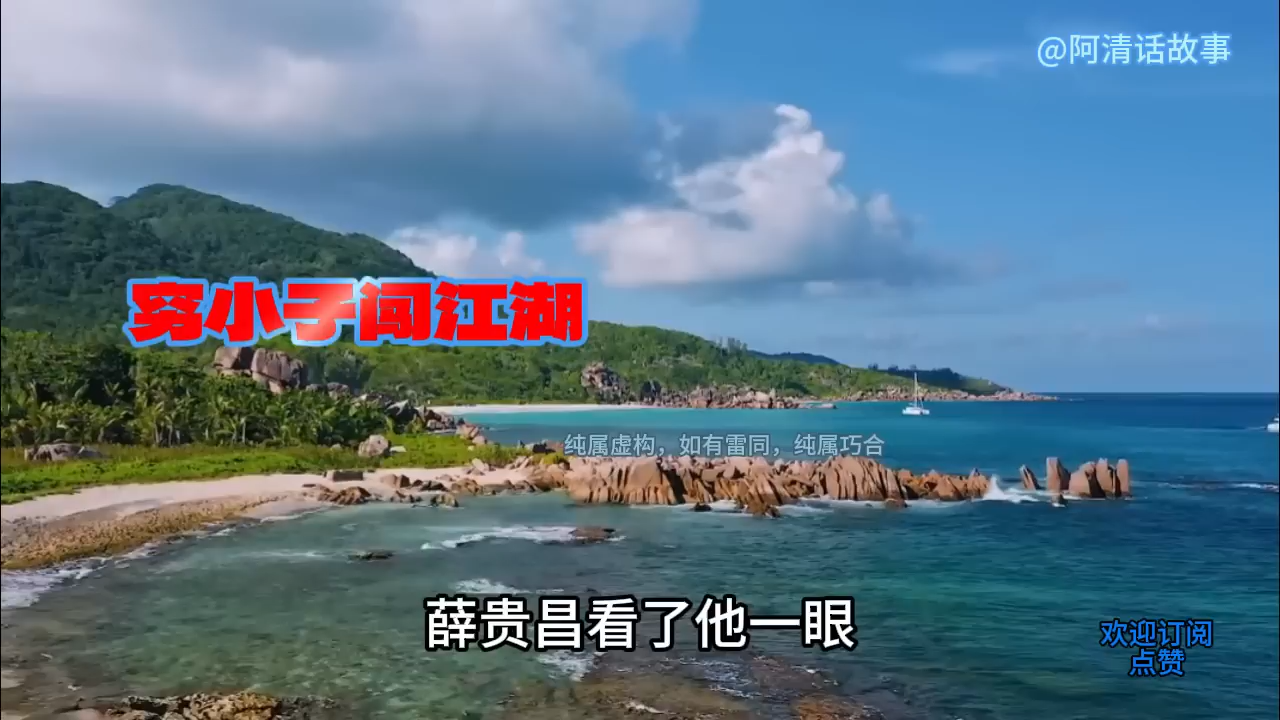 @阿清话故事
穷小子闯江湖
纯属虚构，如有雷同，纯属巧合
薛贵昌看了他一眼
欢迎订阅
点赞